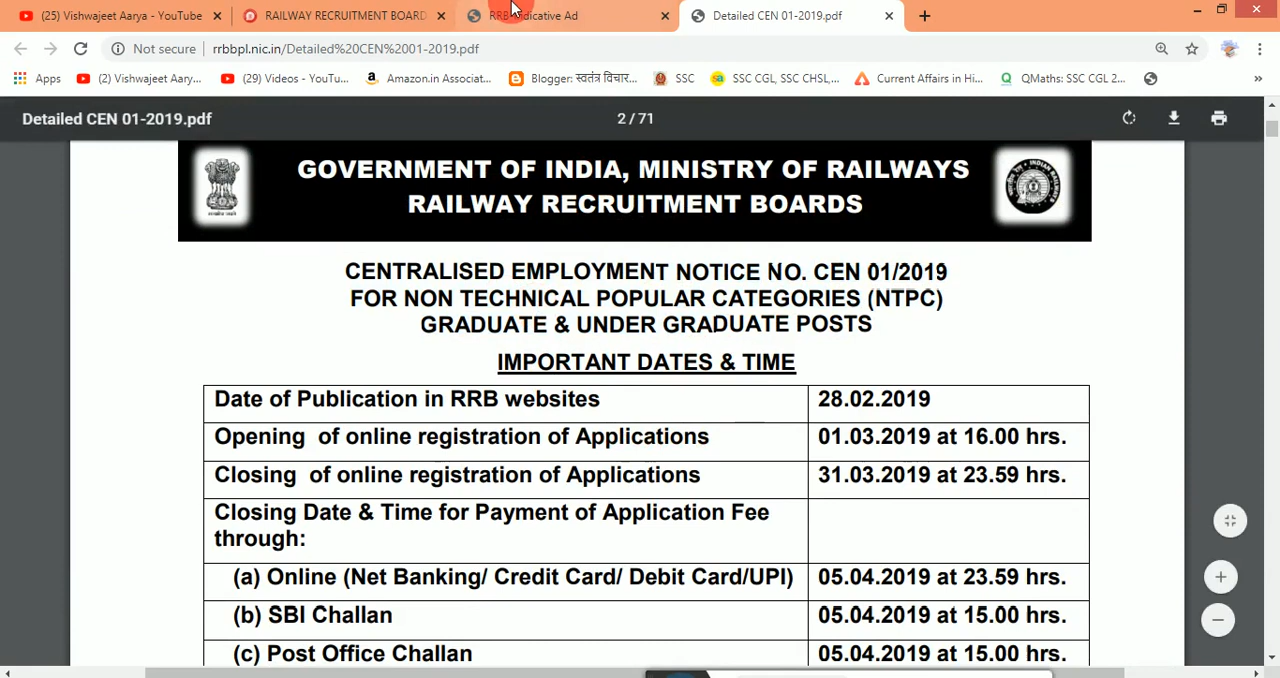 (25) Vishwajeet Aarya - YouTube
RAILWAY RECRUITMENT BOARD
RRB Indicative Ad
Detailed CEN 01-2019.pdf
Not secure
rrbbpl.nic.in/Detailed%20CEN%2001-2019.pdf
Apps
(2) Vishwajeet Aary...
(29) Videos - YouTu...
Amazon.in Associat...
Blogger: स्वतंत्र विचार...
SSC
SSC CGL, SSC CHSL,...
Current Affairs in Hi...
QMaths: SSC CGL 2...
»
Detailed CEN 01-2019.pdf
2 / 71
GOVERNMENT OF INDIA, MINISTRY OF RAILWAYS
RAILWAY RECRUITMENT BOARDS
CENTRALISED EMPLOYMENT NOTICE NO. CEN 01/2019
FOR NON TECHNICAL POPULAR CATEGORIES (NTPC)
GRADUATE & UNDER GRADUATE POSTS
IMPORTANT DATES & TIME
Date of Publication in RRB websites 28.02.2019
Opening of online registration of Applications 01.03.2019 at 16.00 hrs.
Closing of online registration of Applications 31.03.2019 at 23.59 hrs.
Closing Date & Time for Payment of Application Fee
through:
(a) Online (Net Banking/ Credit Card/ Debit Card/UPI) 05.04.2019 at 23.59 hrs.
(b) SBI Challan 05.04.2019 at 15.00 hrs.
(c) Post Office Challan 05.04.2019 at 15.00 hrs.